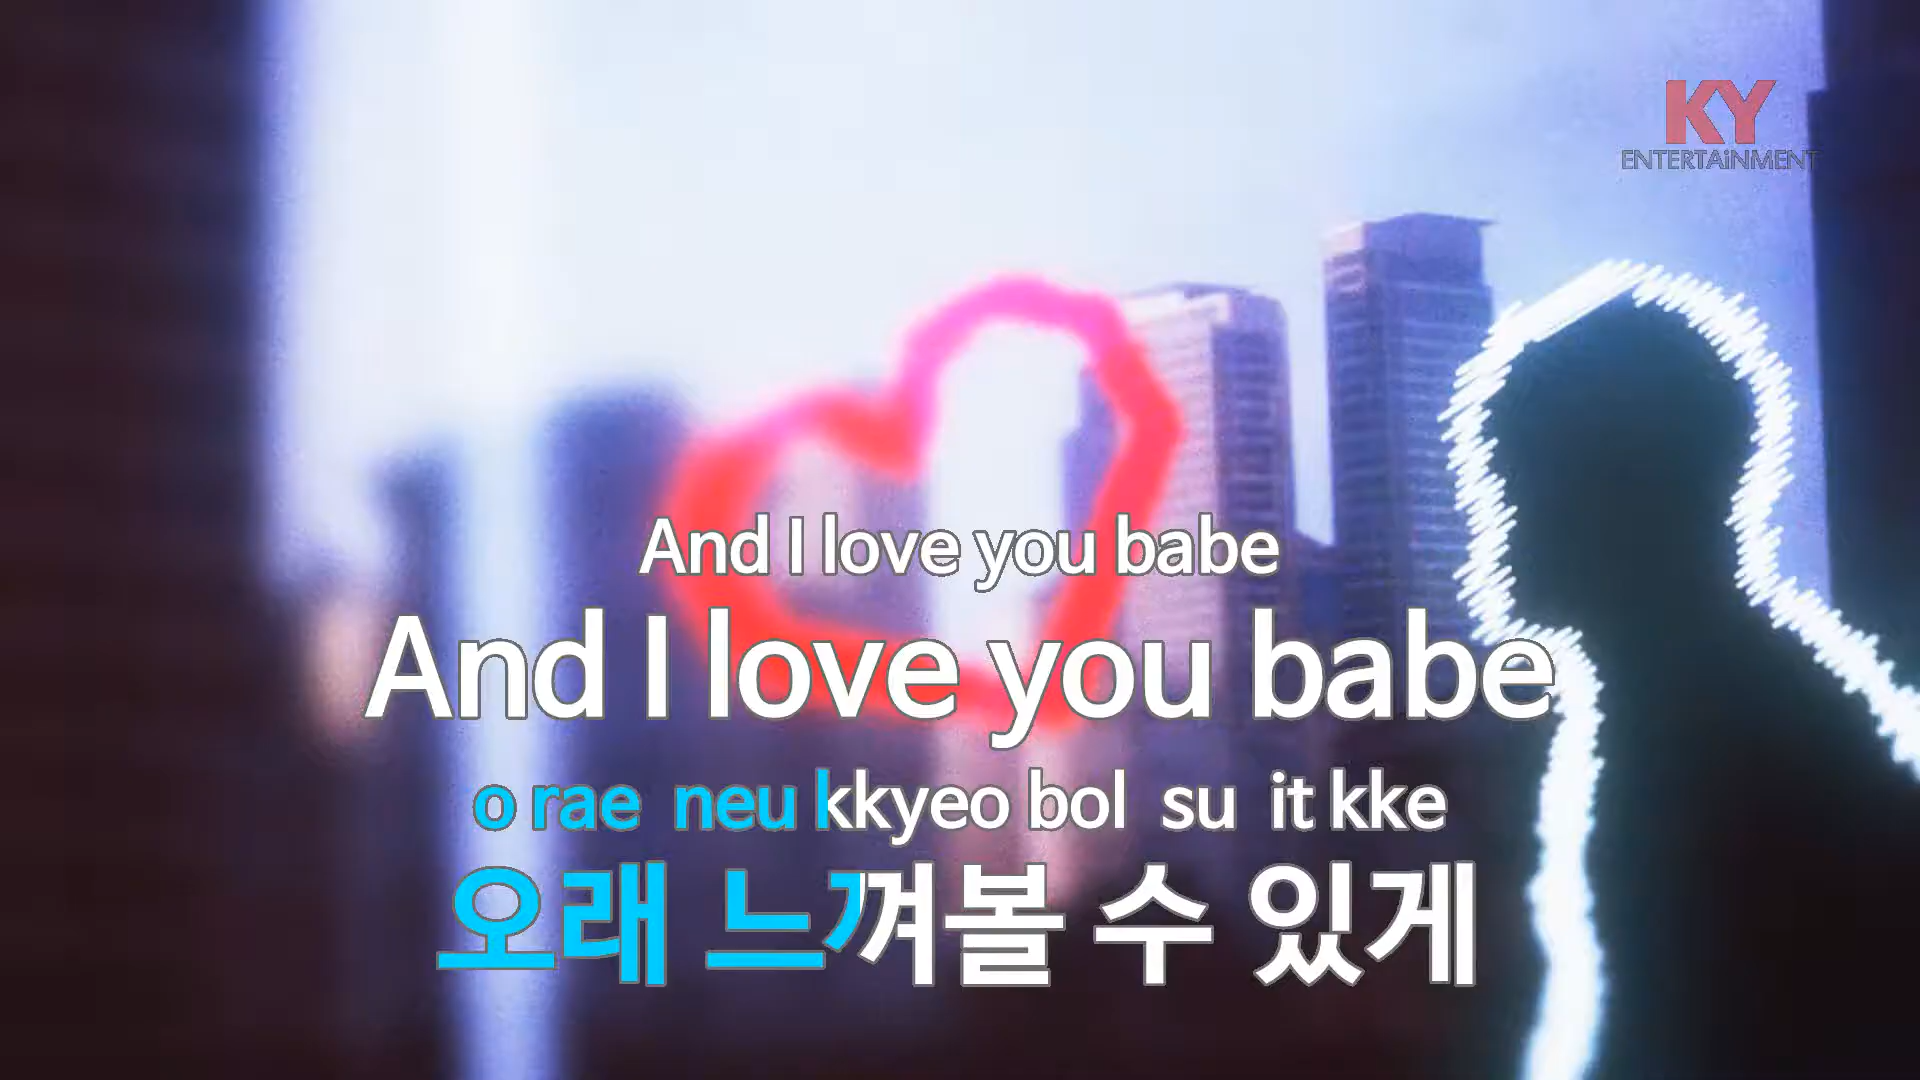 KY
ENTERTAiNMENT
And I love you babe
And I love you babe
o rae neu kkyeo bol su it kke
오래 느껴볼 수 있게